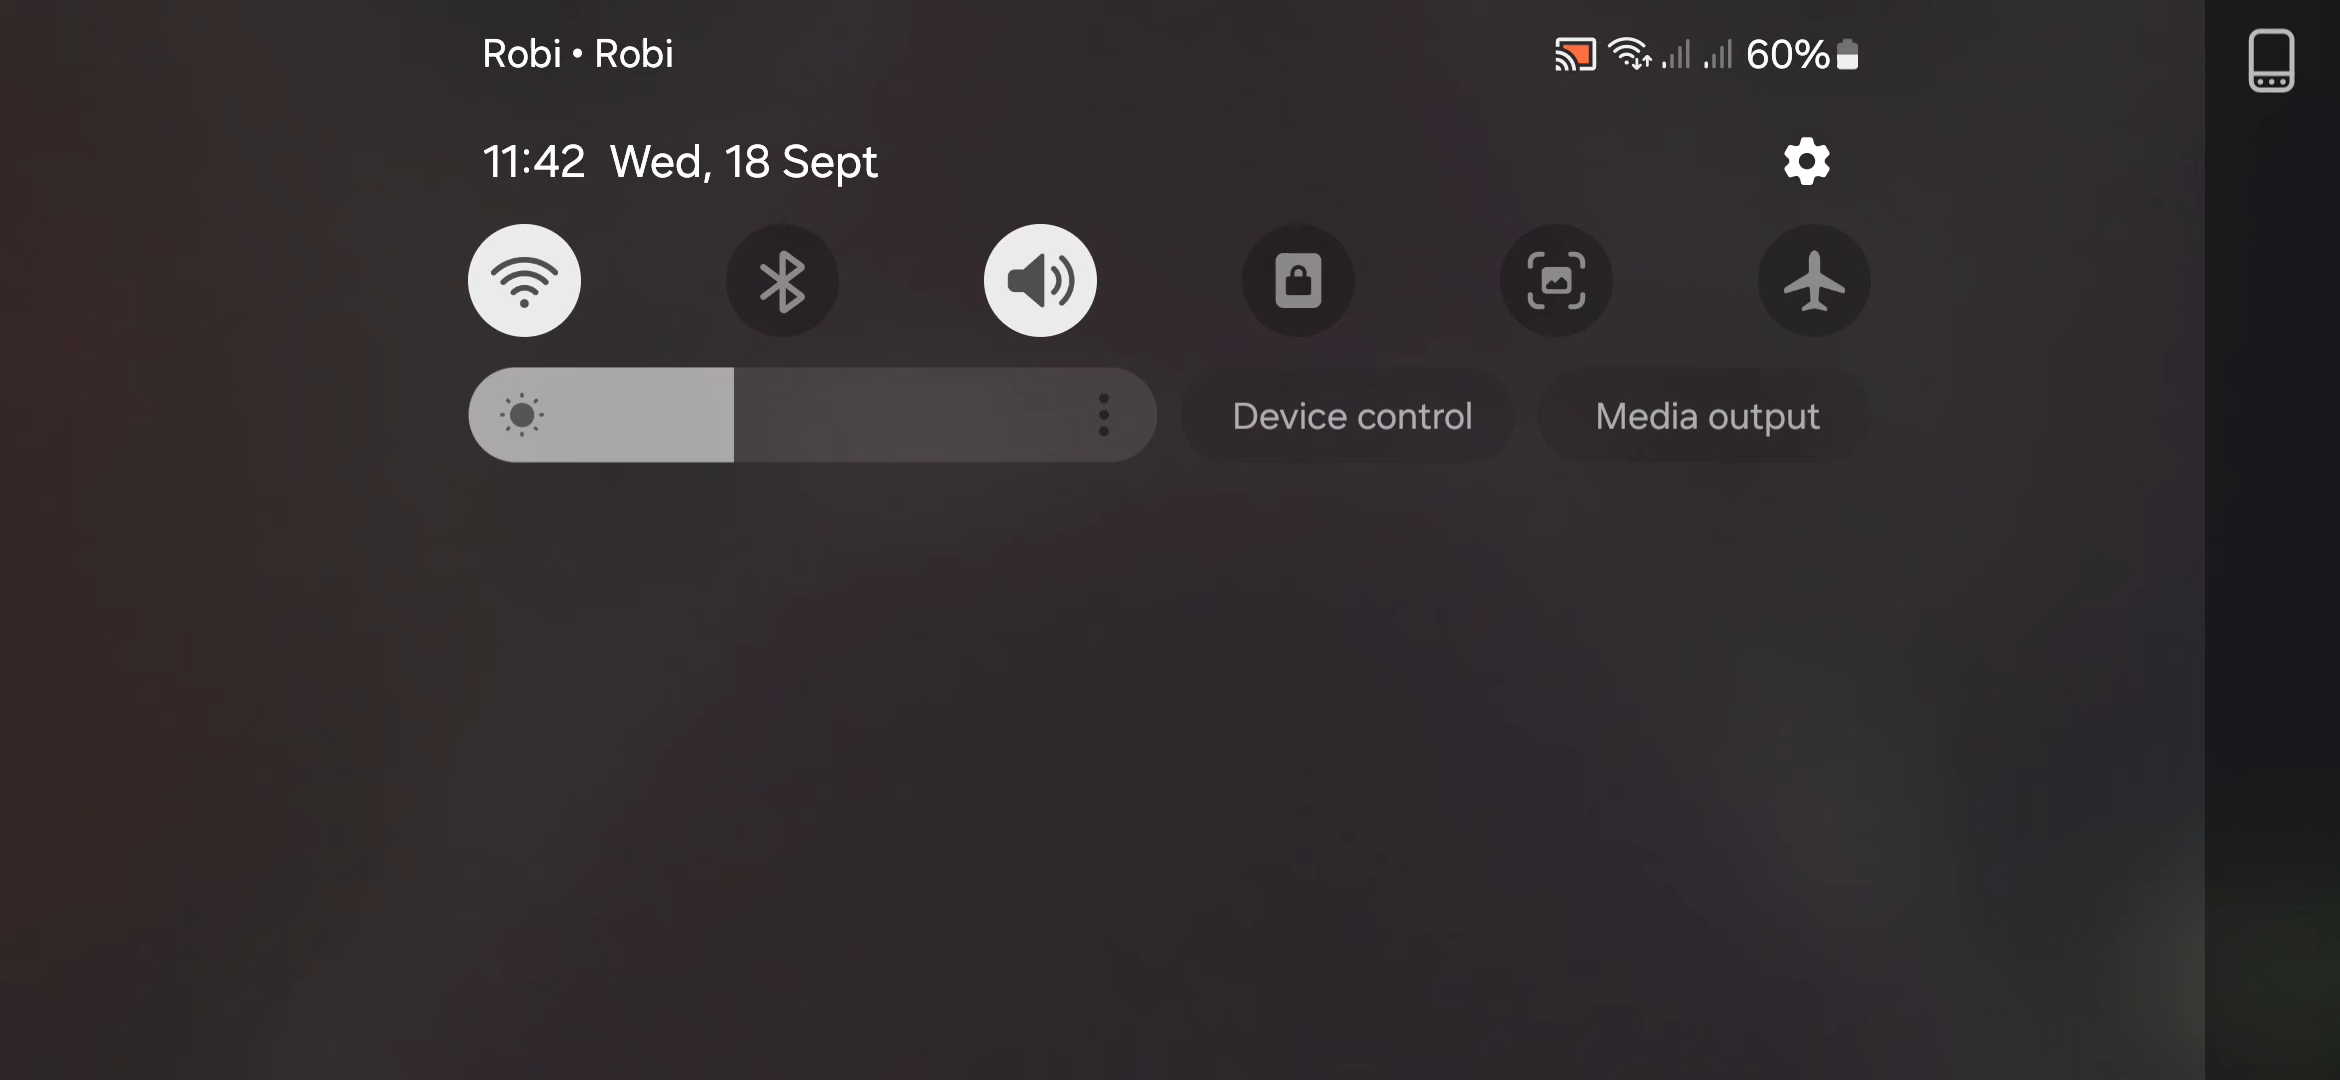 Robi • Robi 60%
11:42 Wed, 18 Sept
Device control Media output